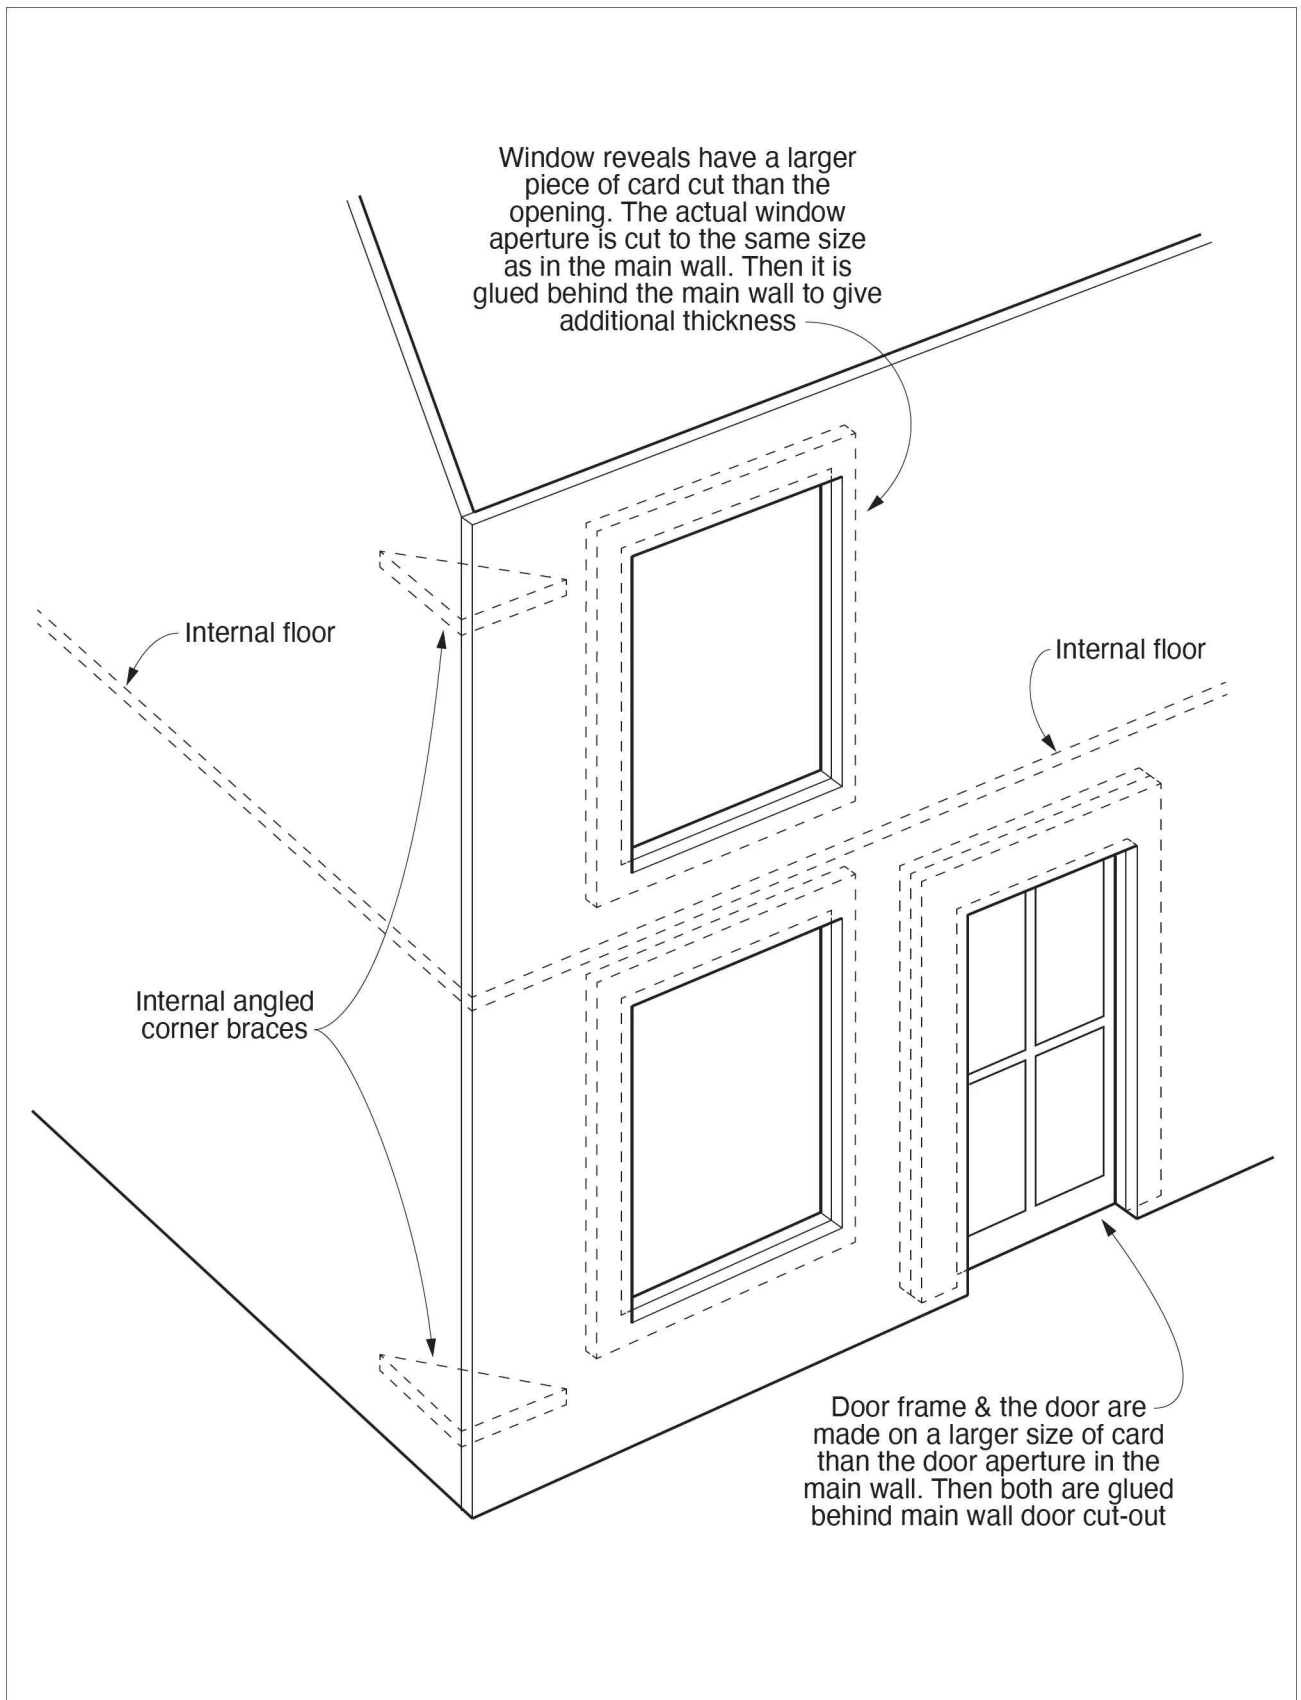 Window reveals have a larger
piece of card cut than the
opening. The actual window
aperture is cut to the same size
as in the main wall. Then it is
glued behind the main wall to give
additional thickness
Internal floor
Internal floor
Internal angled
corner braces
Door frame & the door are
made on a larger size of card
than the door aperture in the
main wall. Then both are glued
behind main wall door cut-out